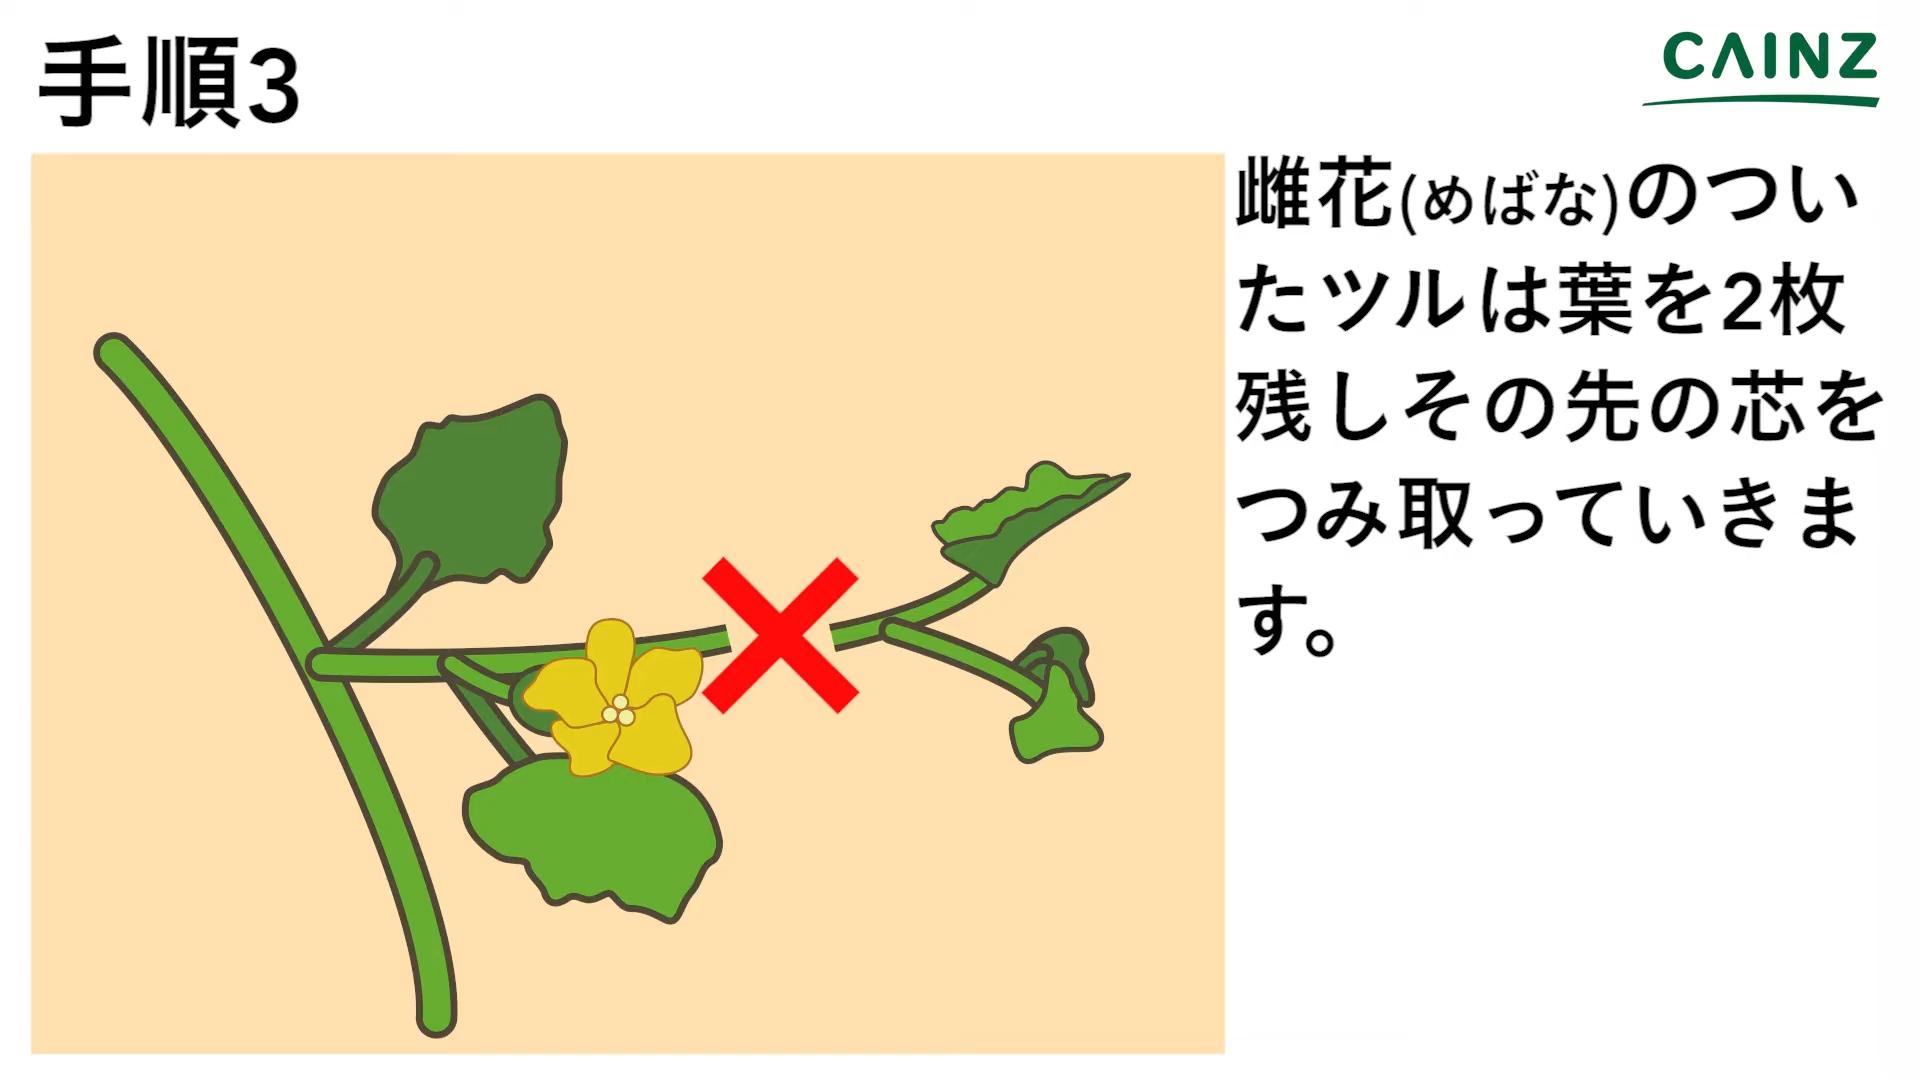 手順3
CAINZ
雌花(めばな)のつい
たツルは葉を2枚
残しその先の芯を
つみ取っていきま
す。